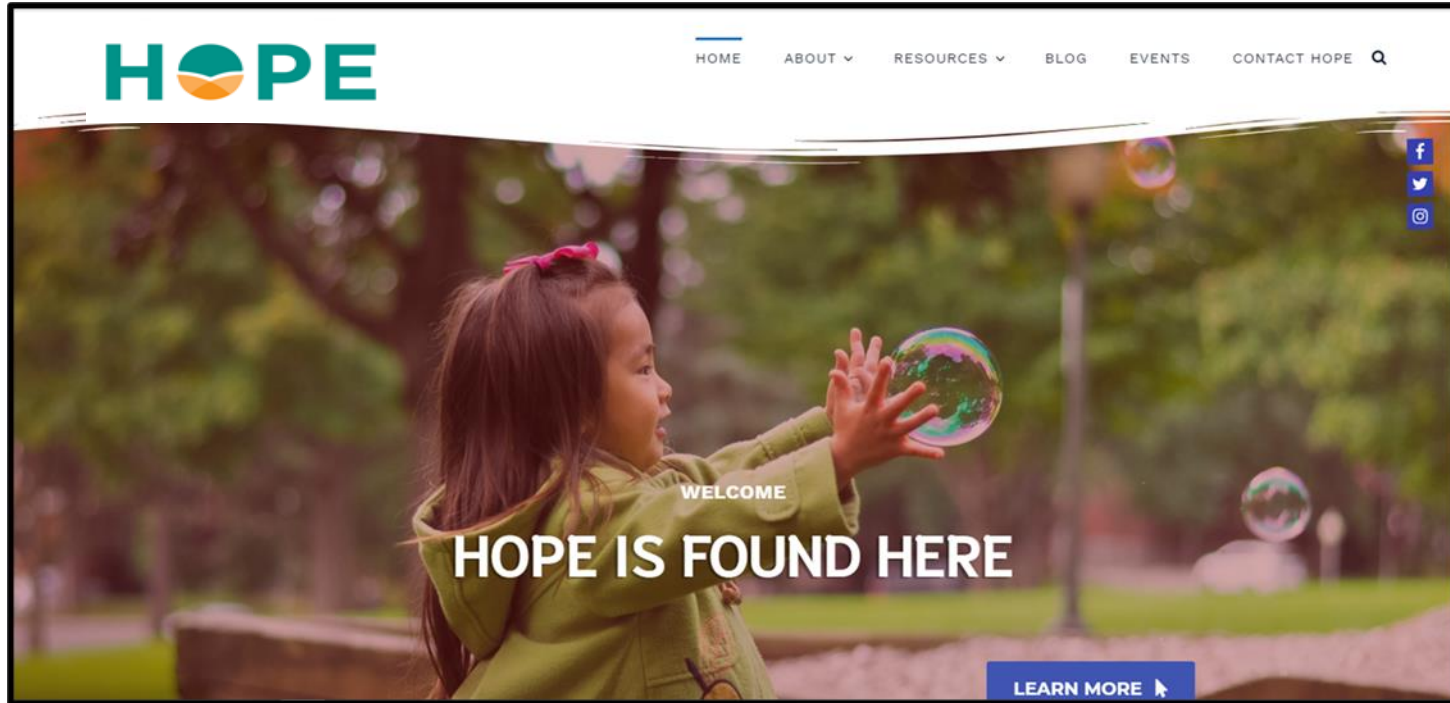 HOPE
HOME ABOUT RESOURCES BLOG EVENTS CONTACT HOPE
WELCOME
HOPE IS FOUND HERE
LEARN MORE